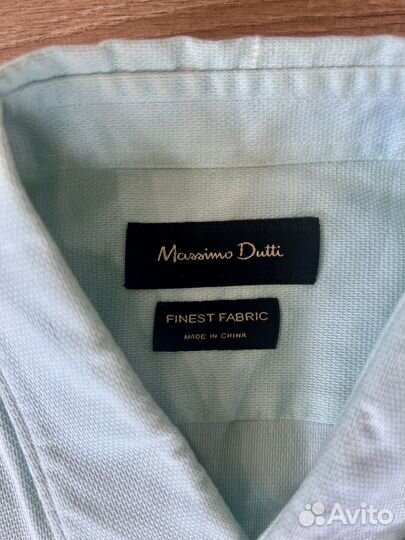 Massimo Dutti
FINEST FABRIC
MADE IN CHINA
Avito